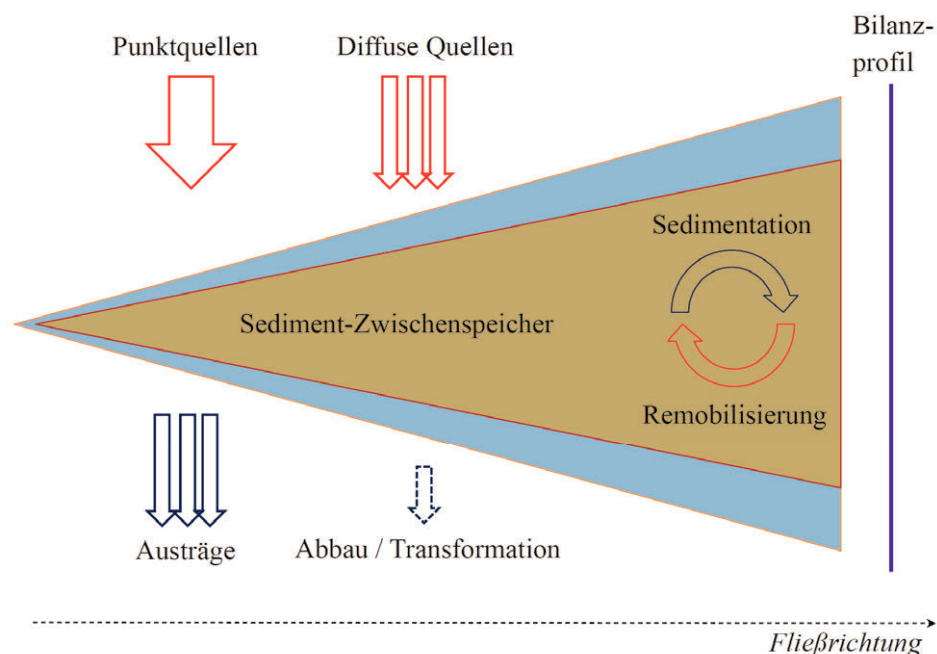 Punktquellen
Diffuse Quellen
Bilanz-
profil
Sedimentation
Sediment-Zwischenspeicher
Remobilisierung
Austräge
Abbau / Transformation
Fließrichtung